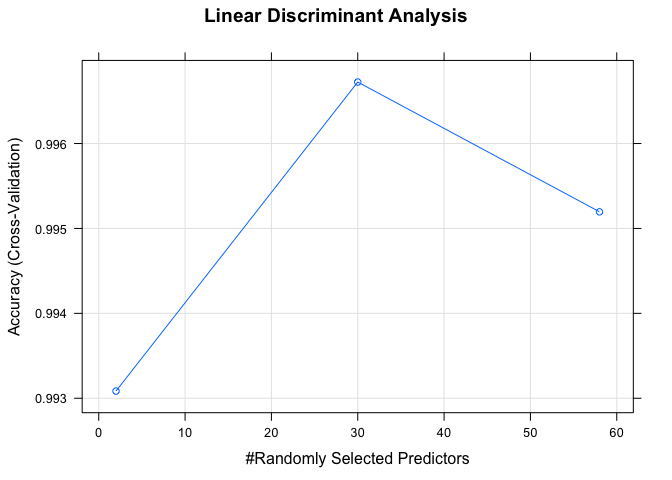 Linear Discriminant Analysis
Accuracy (Cross-Validation)
0.996
0.995
0.994
0.993
0 10 20 30 40 50 60
#Randomly Selected Predictors